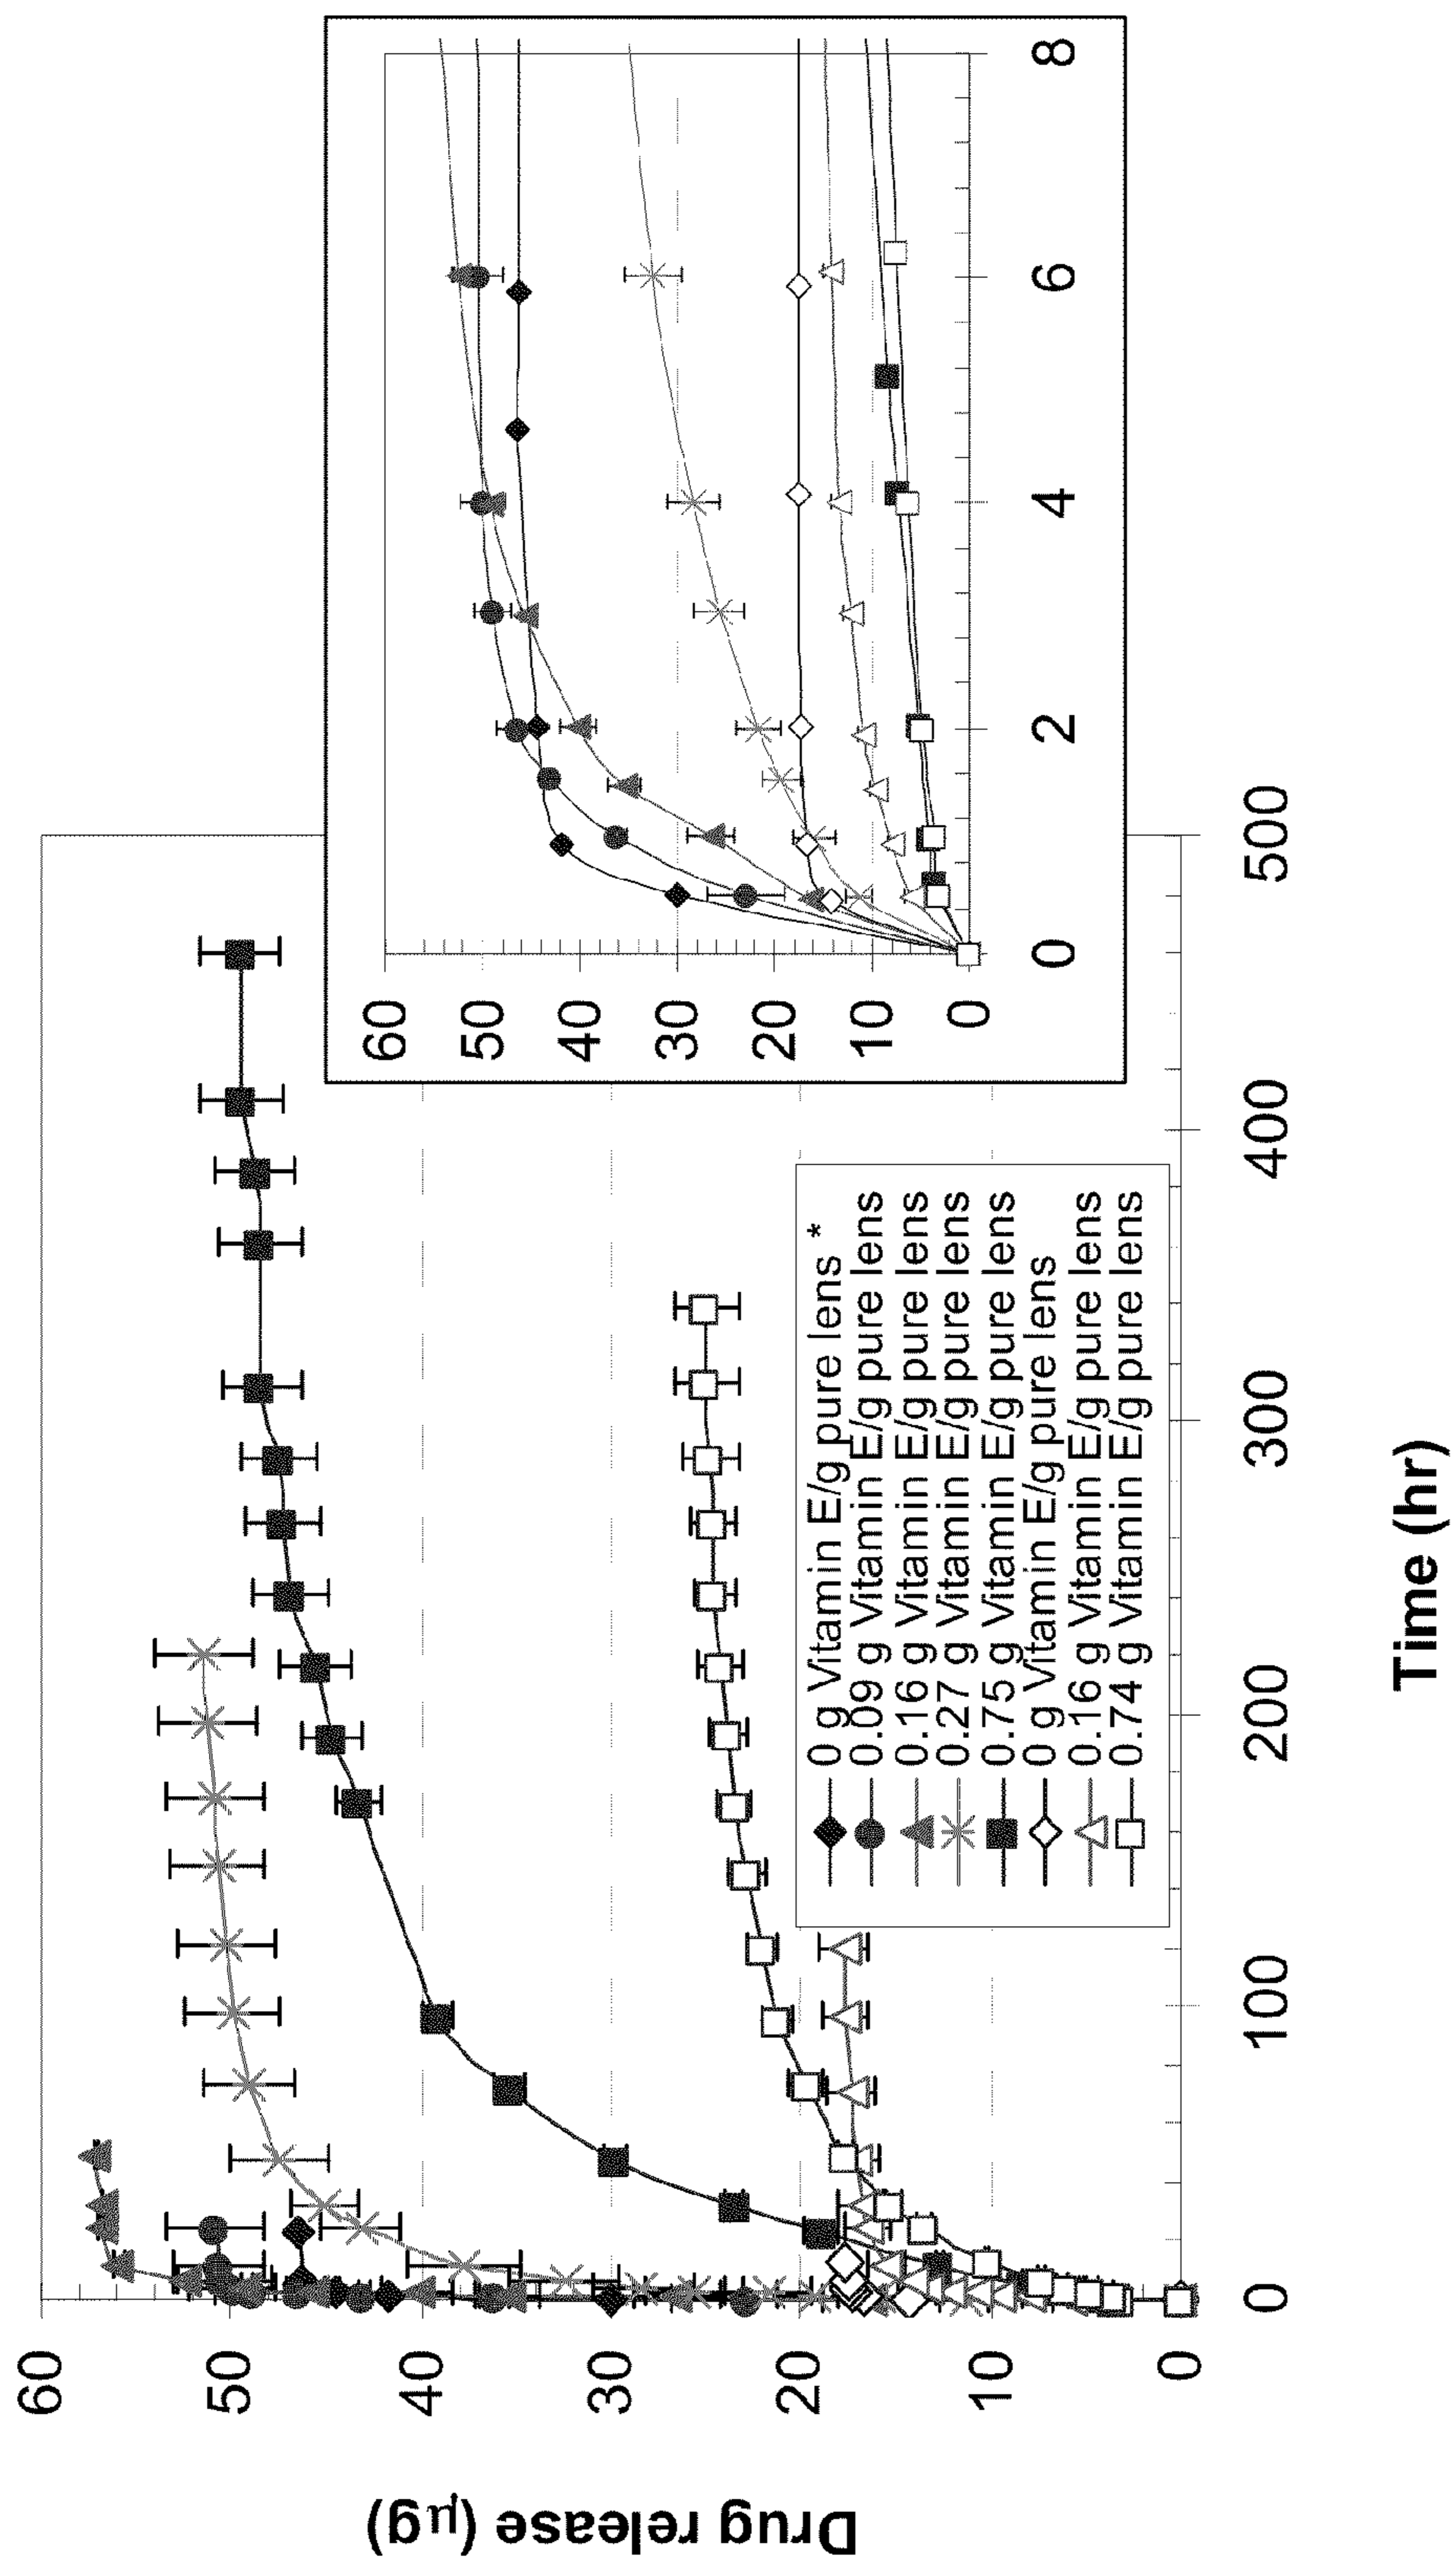 60
50
40
30
20
10
0
Drug release (μg)
0
100
200
300
400
500
Time (hr)
0 g Vitamin E/g pure lens *
0.09 g Vitamin E/g pure lens
0.16 g Vitamin E/g pure lens
0.27 g Vitamin E/g pure lens
0.75 g Vitamin E/g pure lens
0 g Vitamin E/g pure lens
0.16 g Vitamin E/g pure lens
0.74 g Vitamin E/g pure lens
60
50
40
30
20
10
0
0
2
4
6
8